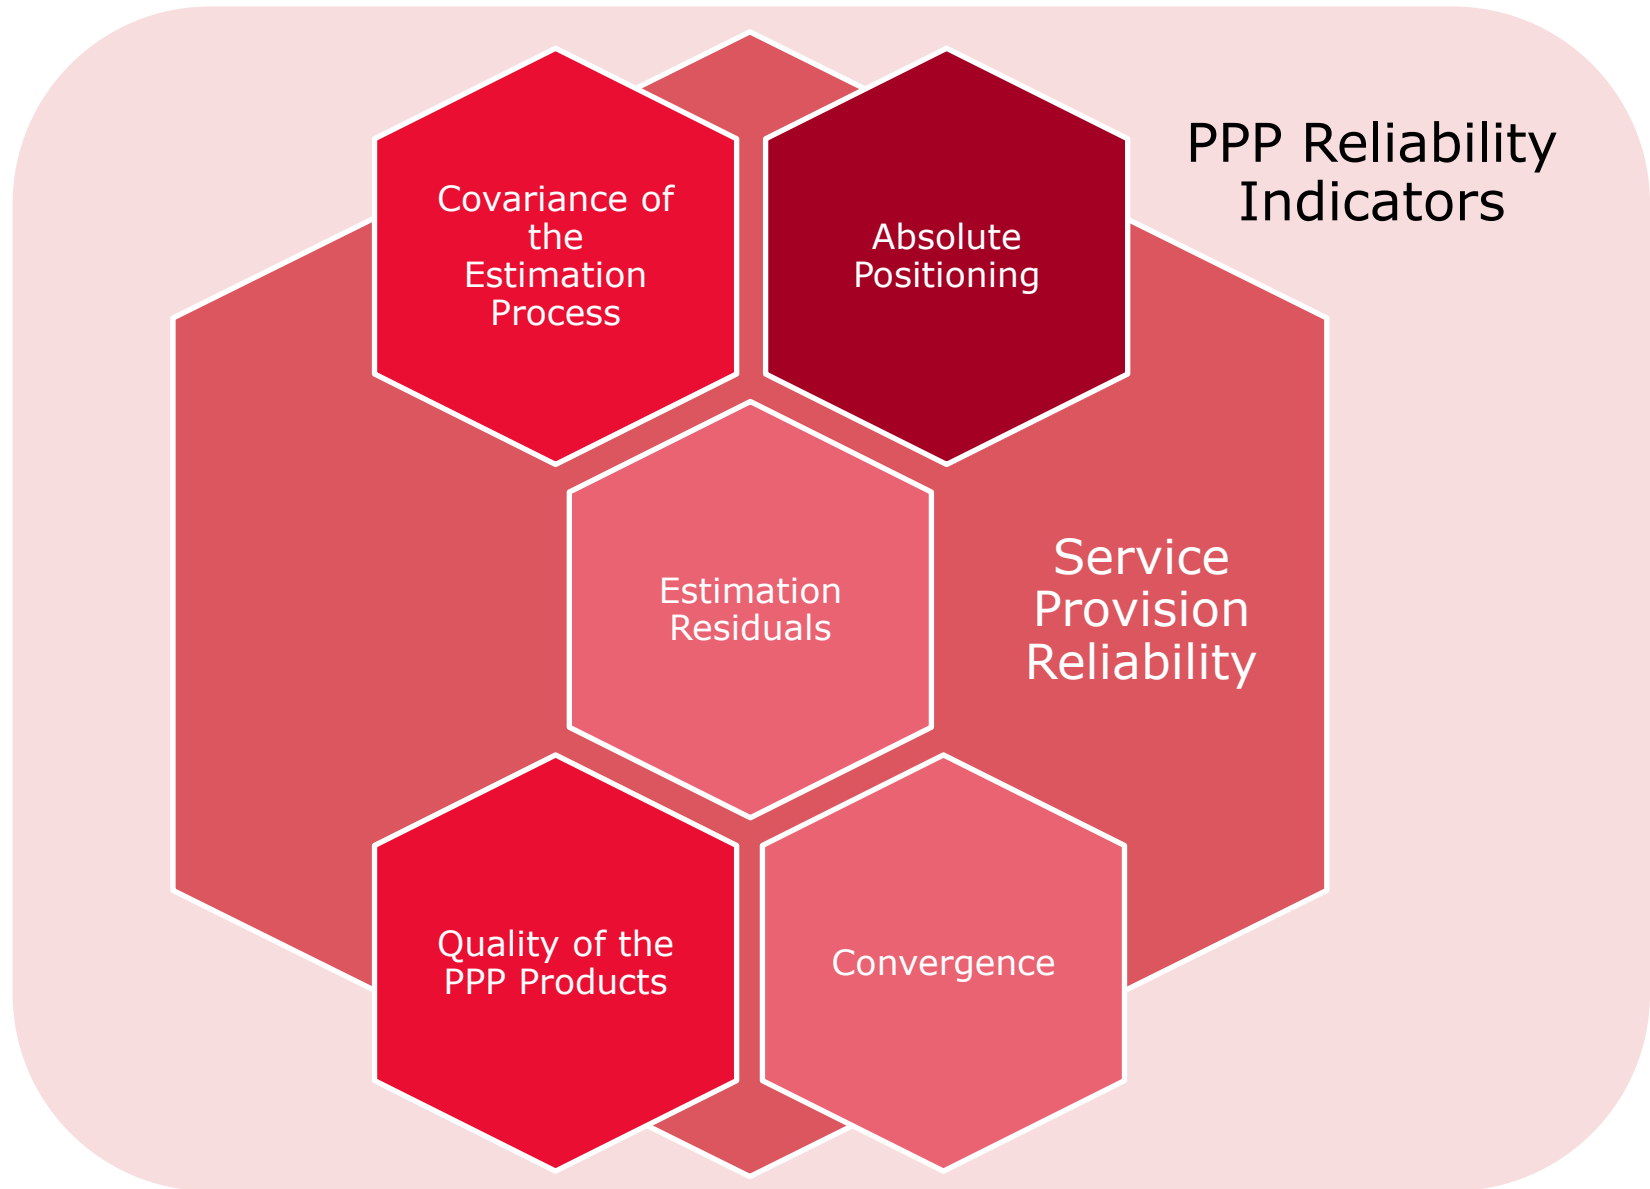 Covariance of
the
Estimation
Process
Absolute
Positioning
PPP Reliability
Indicators
Estimation
Residuals
Service
Provision
Reliability
Quality of the
PPP Products
Convergence